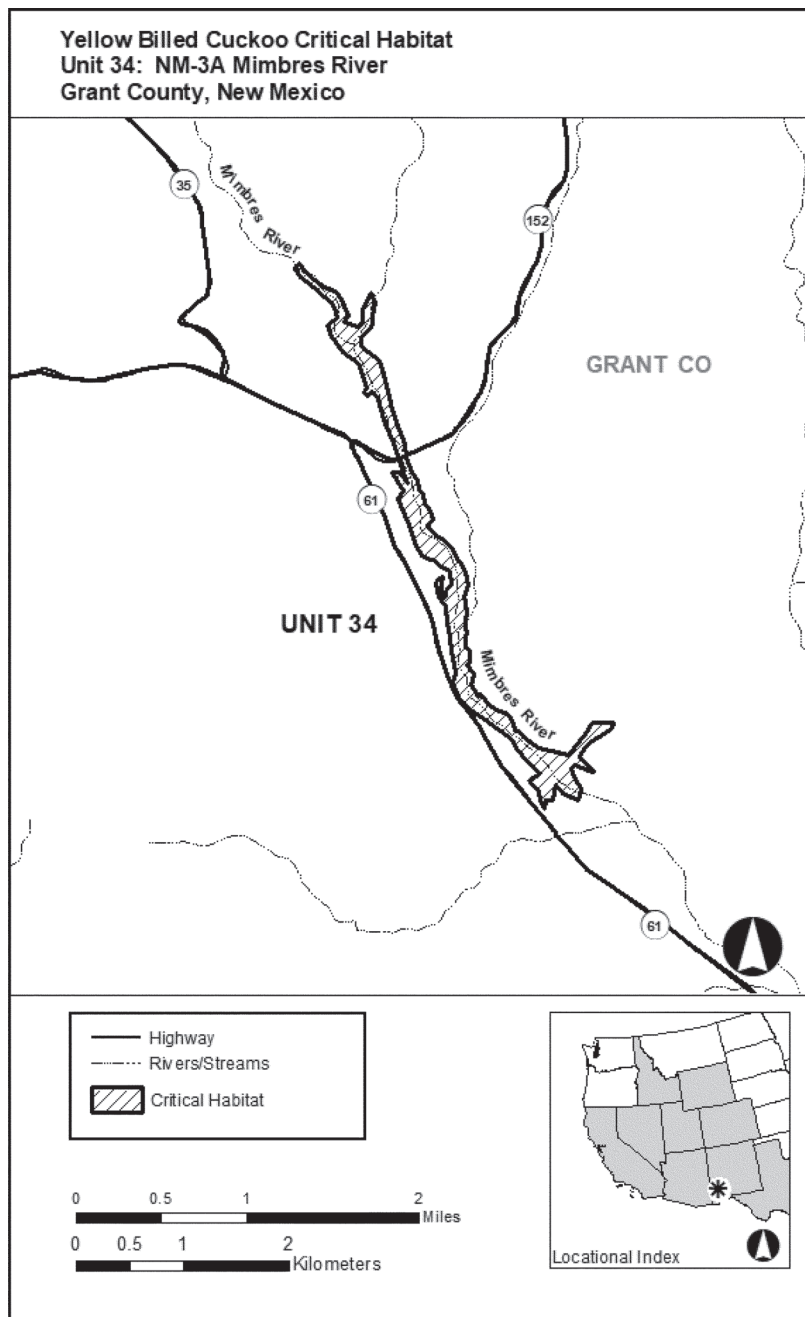 Yellow Billed Cuckoo Critical Habitat
Unit 34: NM-3A Mimbres River
Grant County, New Mexico
Mimbres River
35
152
GRANT CO
61
UNIT 34
Mimbres River
61
Highway
Rivers/Streams
Critical Habitat
0 0.5 1 2
Miles
0 0.5 1 2
Kilometers
Locational Index